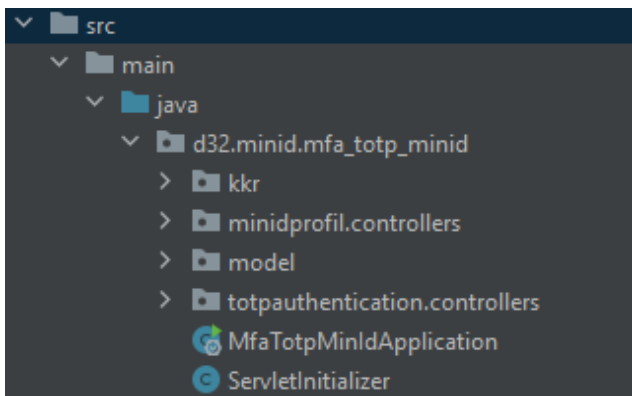 src
main
java
d32.minid.mfa_totp_minid
kkr
minidprofil.controllers
model
totpauthentication.controllers
MfaTotpMinIdApplication
ServletInitializer